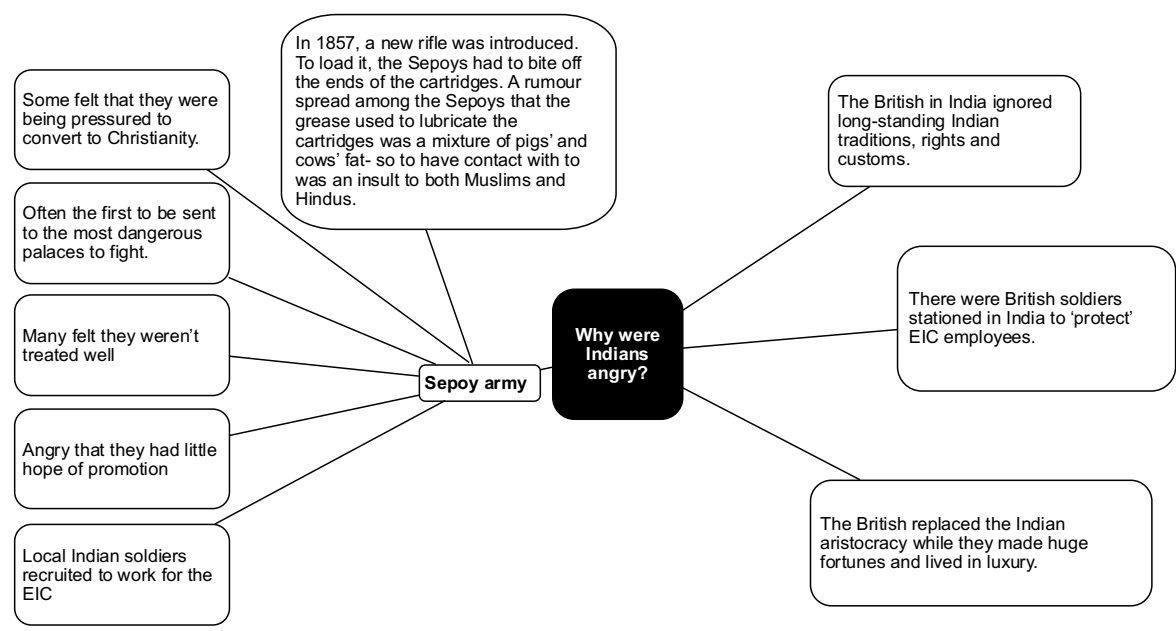 In 1857, a new rifle was introduced.
To load it, the Sepoys had to bite off
the ends of the cartridges. A rumour
spread among the Sepoys that the
grease used to lubricate the
cartridges was a mixture of pigs’ and
cows’ fat- so to have contact with to
was an insult to both Muslims and
Hindus.
Some felt that they were
being pressured to
convert to Christianity.
Often the first to be sent
to the most dangerous
palaces to fight.
Many felt they weren’t
treated well
Angry that they had little
hope of promotion
Local Indian soldiers
recruited to work for the
EIC
Sepoy army
Why were
Indians
angry?
The British in India ignored
long-standing Indian
traditions, rights and
customs.
There were British soldiers
stationed in India to ‘protect’
EIC employees.
The British replaced the Indian
aristocracy while they made huge
fortunes and lived in luxury.